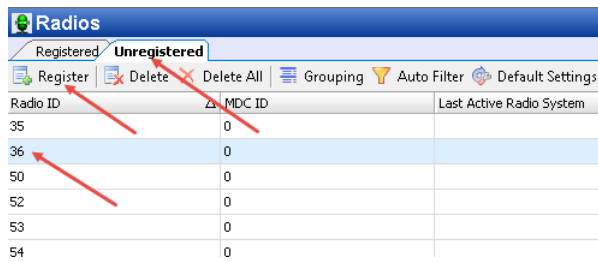 Radios
Registered Unregistered
Register Delete Delete All Grouping Auto Filter Default Settings
Radio ID MDC ID Last Active Radio System
35 0
36 0
50 0
52 0
53 0
54 0